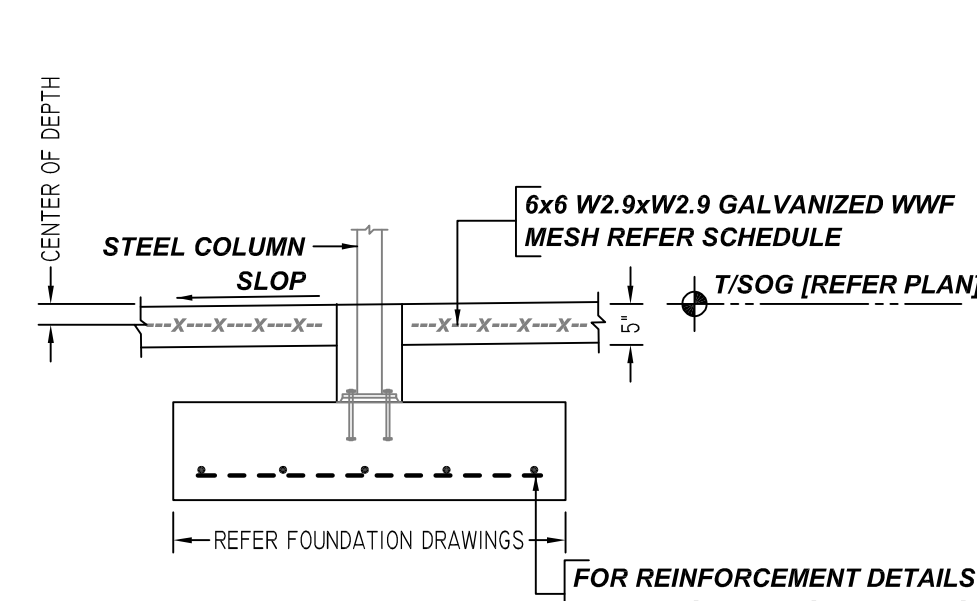 CENTER OF DEPTH
6x6 W2.9xW2.9 GALVANIZED WWF
MESH REFER SCHEDULE
STEEL COLUMN
SLOP
T/SOG [REFER PLAN]
---X---X---X---X--
---X---X---X---X--
5"
REFER FOUNDATION DRAWINGS
FOR REINFORCEMENT DETAILS